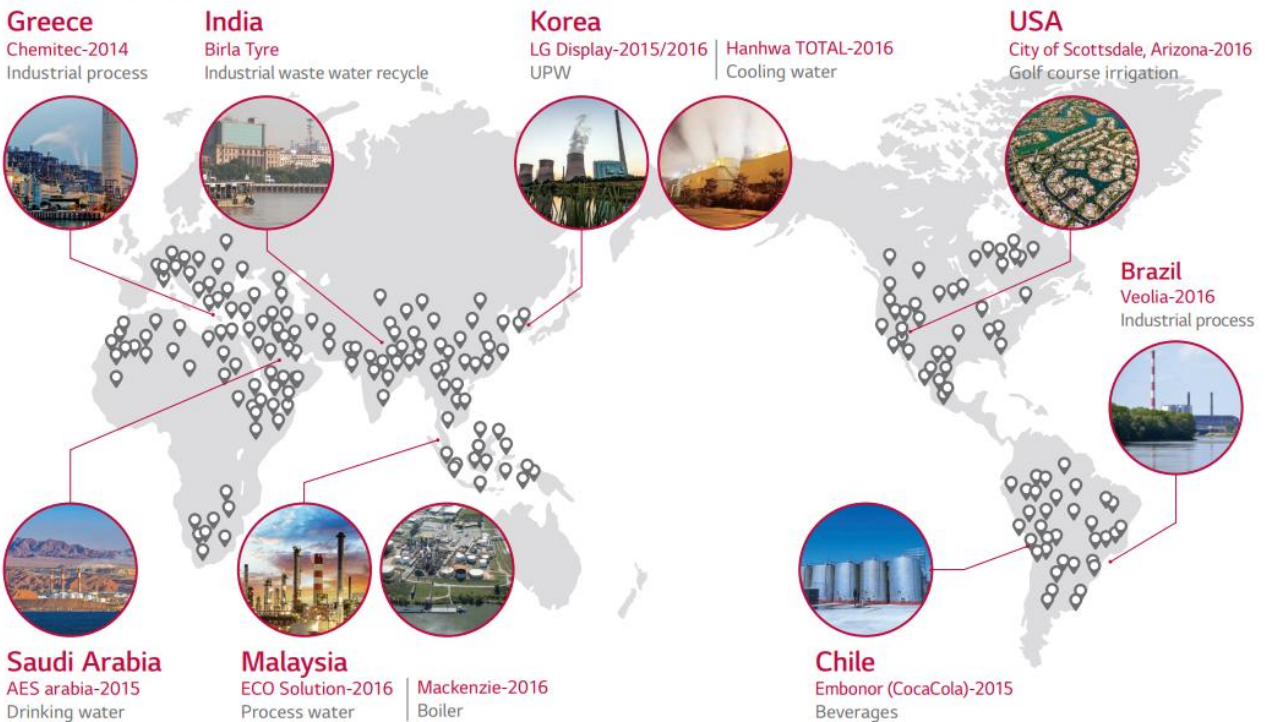 Greece
Chemitec-2014
Industrial process
India
Birla Tyre
Industrial waste water recycle
Korea
LG Display-2015/2016
UPW
Hanhwa TOTAL-2016
Cooling water
USA
City of Scottsdale, Arizona-2016
Golf course irrigation
Brazil
Veolia-2016
Industrial process
Saudi Arabia
AES arabia-2015
Drinking water
Malaysia
ECO Solution-2016
Process water
Mackenzie-2016
Boiler
Chile
Embonor (CocaCola)-2015
Beverages